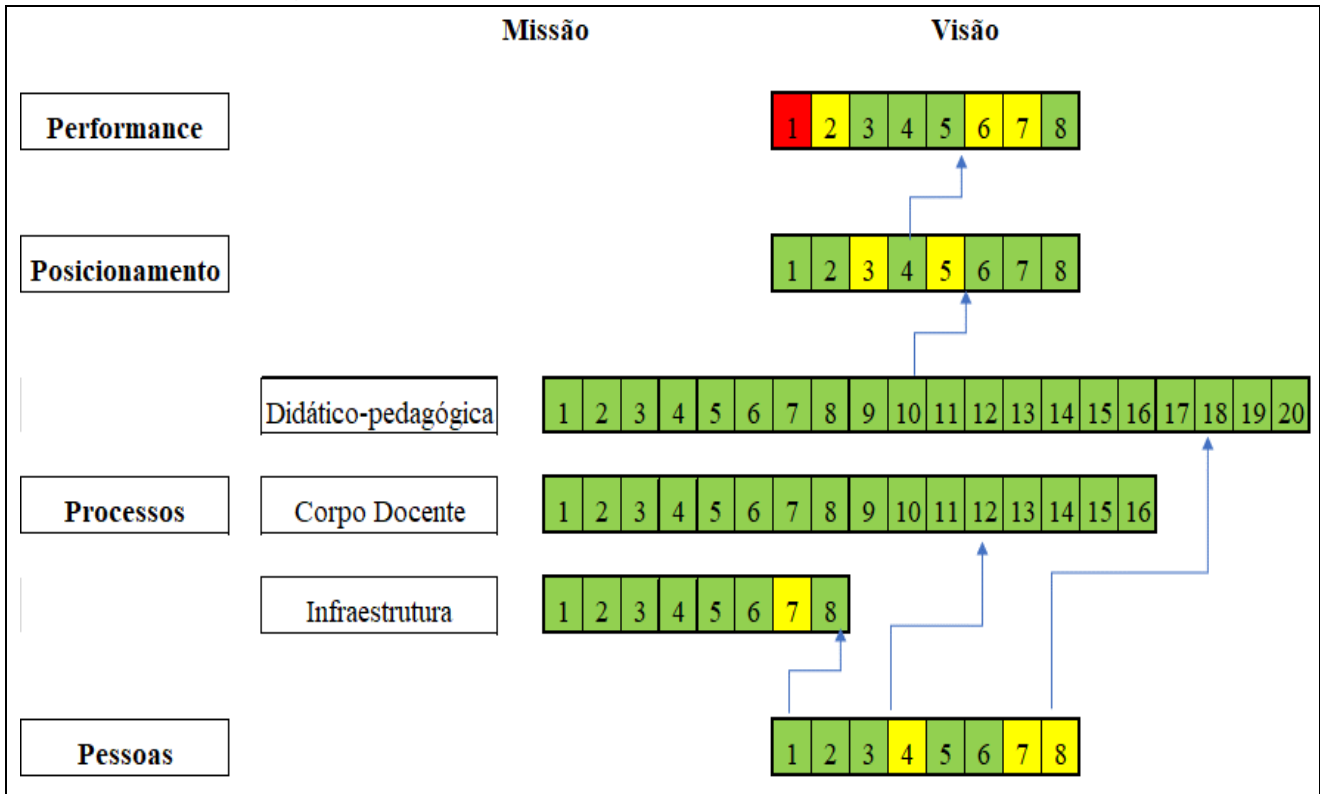 Missão Visão
Performance 1 2 3 4 5 6 7 8
Posicionamento 1 2 3 4 5 6 7 8
Didático-pedagógica 1 2 3 4 5 6 7 8 9 10 11 12 13 14 15 16 17 18 19 20
Processos Corpo Docente 1 2 3 4 5 6 7 8 9 10 11 12 13 14 15 16
Infraestrutura 1 2 3 4 5 6 7 8
Pessoas 1 2 3 4 5 6 7 8